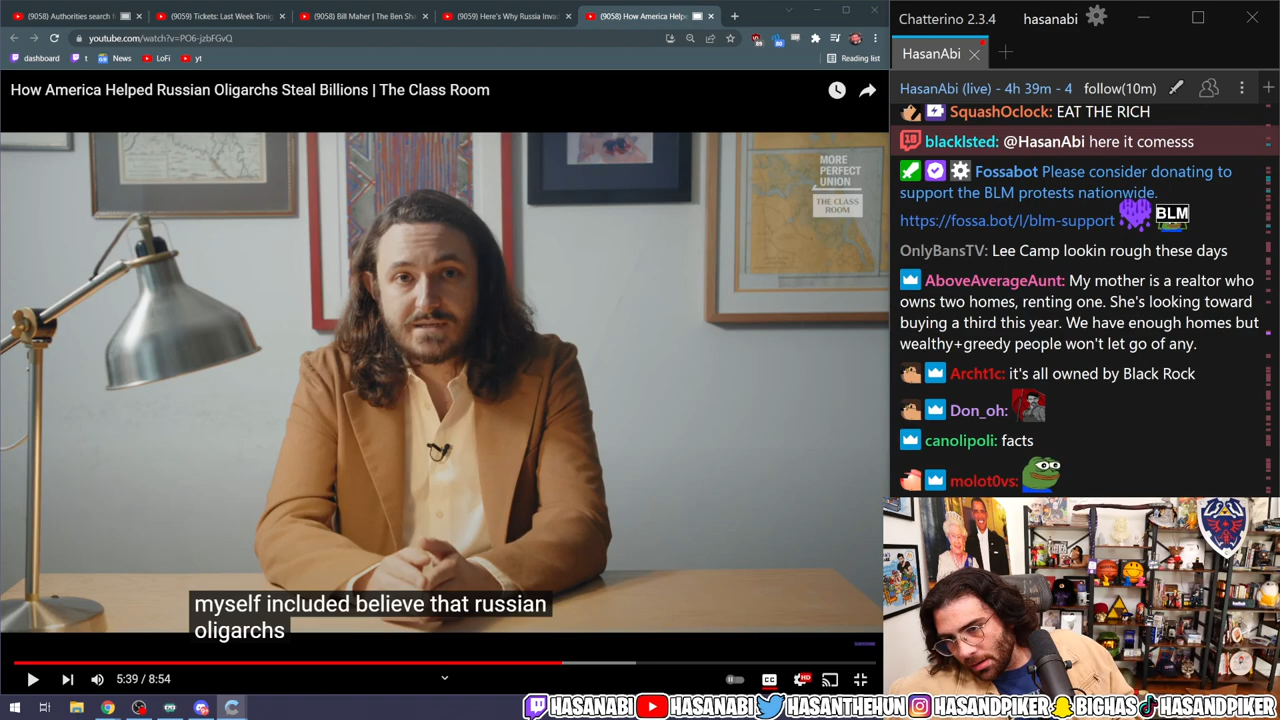 (9059) Authorities search f
(9059) Tickets: Last Week Tonig
(9058) Bill Maher | The Ben Sha
(9059) Here's Why Russia Invad
(9058) How America Helpe
youtube.com/watch?v=PO6-jzbFGvQ
dashboard
t
News
LoFi
yt
Reading list
How America Helped Russian Oligarchs Steal Billions | The Class Room
MORE
PERFECT
UNION
THE CLASS
ROOM
myself included believe that russian
oligarchs
5:39 / 8:54
CC
HD
Chatterino 2.3.4
hasanabi
HasanAbi
HasanAbi (live) - 4h 39m - 4
follow(10m)
SquashOclock: EAT THE RICH
blacklsted: @HasanAbi here it comesss
Fossabot Please consider donating to
support the BLM protests nationwide.
https://fossa.bot/l/blm-support
BLM
OnlyBansTV: Lee Camp lookin rough these days
AboveAverageAunt: My mother is a realtor who
owns two homes, renting one. She's looking toward
buying a third this year. We have enough homes but
wealthy+greedy people won't let go of any.
Archt1c: it's all owned by Black Rock
Don_oh:
canolipoli: facts
molot0vs:
HASANABI
HASANABI
HASANTHEHUN
HASANDPIKER
BIGHAS
HASANDPIKER